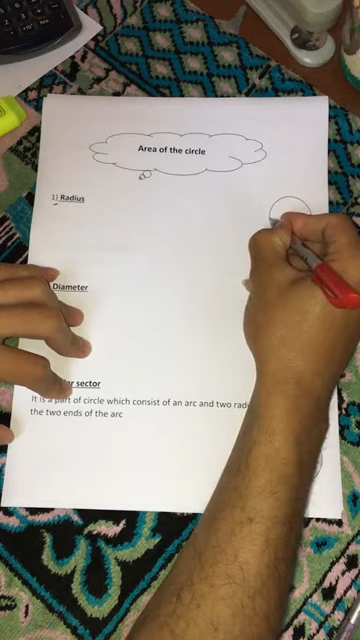 Area of the circle
1) Radius
Diameter
sector
It is a part of circle which consist of an arc and two
the two ends of the arc